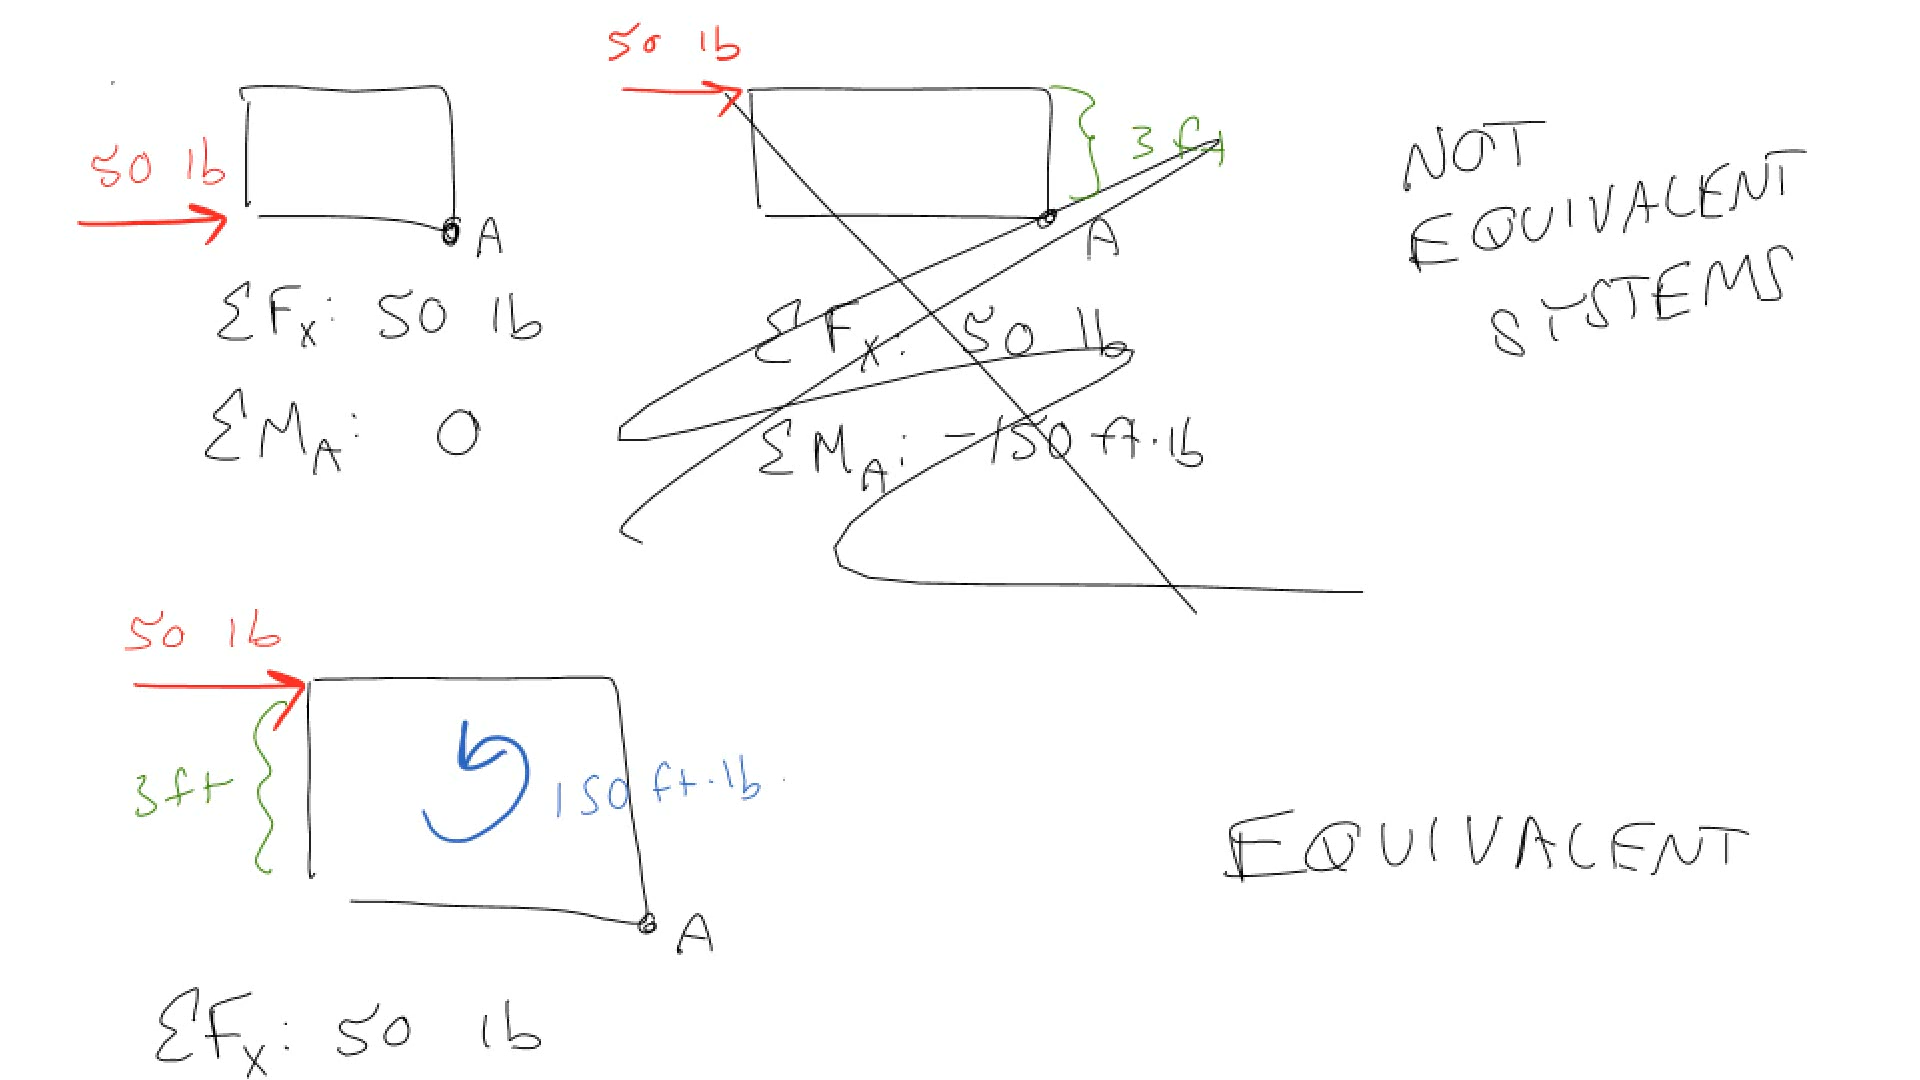 50 lb
50 lb
3 ft
A
A
ΣFx: 50 lb
ΣMA: 0
ΣFx: 50 lb
ΣMA: -150 ft·lb
NOT
EQUIVALENT
SYSTEMS
50 lb
3ft
150 ft·lb
A
EQUIVALENT
ΣFx: 50 lb